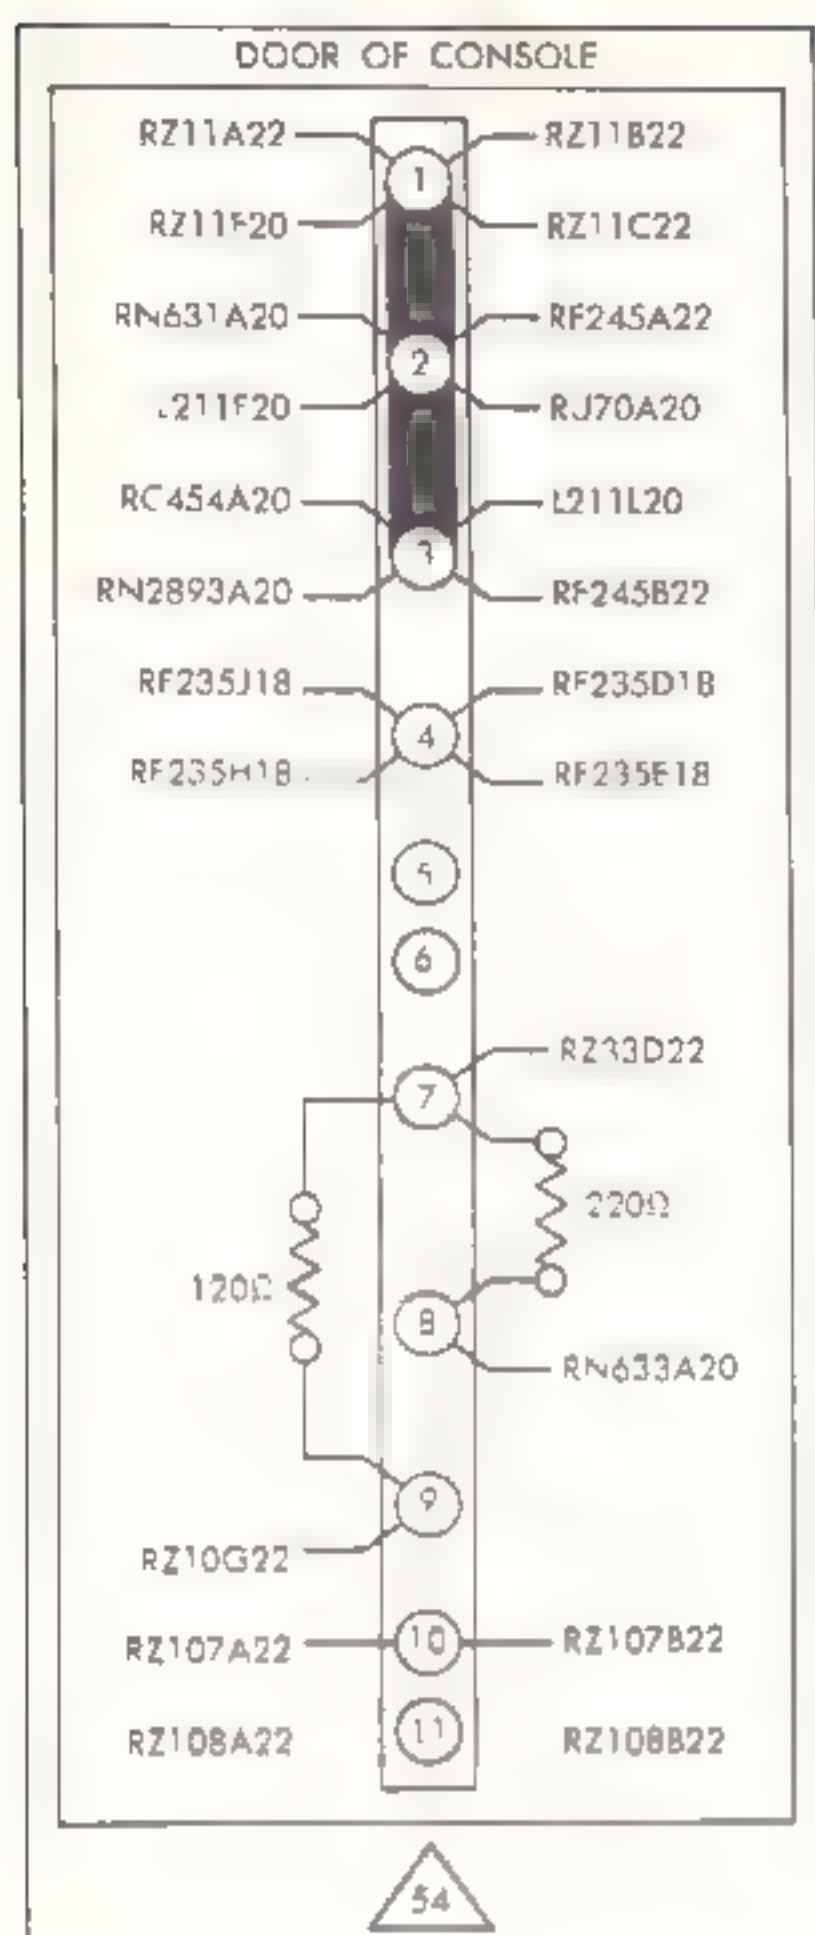 DOOR OF CONSOLE
RZ11A22
RZ11B22
1
RZ11F20
RZ11C22
RN631A20
RF245A22
2
RJ70A20
RC454A20
L211L20
3
RN2893A20
RF245B22
RF235J18
RF235D18
4
RF235H18
RF235E18
5
6
RZ33D22
7
220Ω
120Ω
8
RN633A20
9
RZ10G22
RZ107A22
10
RZ107B22
RZ108A22
11
RZ108B22
54